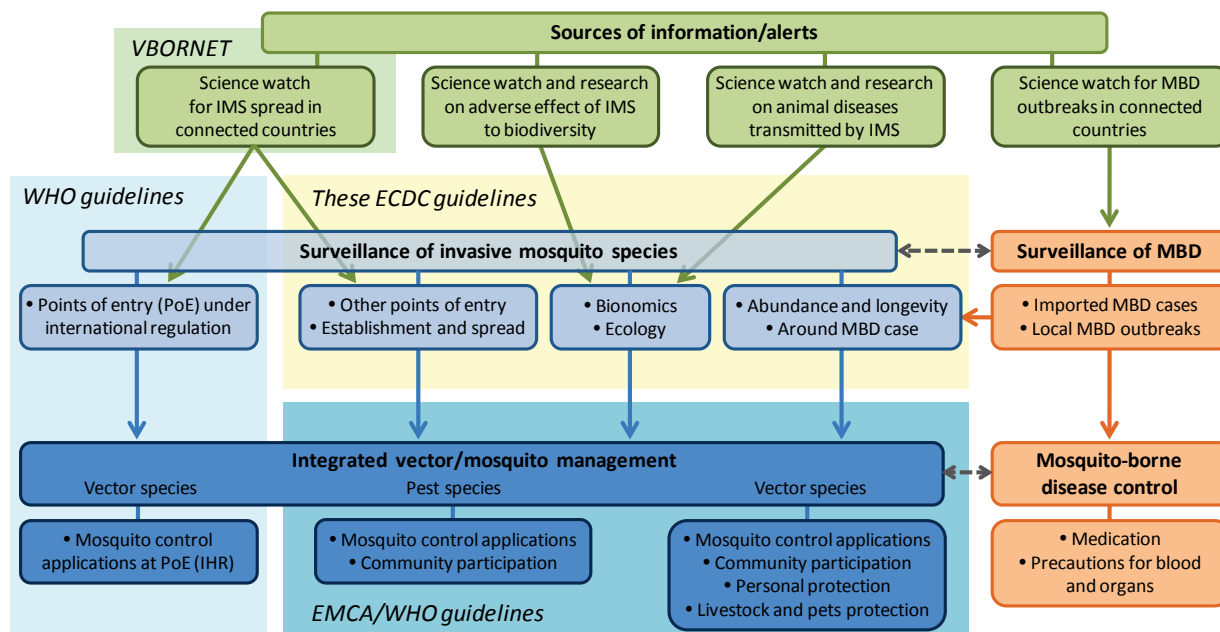 VBORNET
Sources of information/alerts
Science watch
for IMS spread in
connected countries
Science watch and research
on adverse effect of IMS
to biodiversity
Science watch and research
on animal diseases
transmitted by IMS
Science watch for MBD
outbreaks in connected
countries
WHO guidelines
These ECDC guidelines
Surveillance of invasive mosquito species
Surveillance of MBD
• Points of entry (PoE) under
international regulation
• Other points of entry
• Establishment and spread
• Bionomics
• Ecology
• Abundance and longevity
• Around MBD case
• Imported MBD cases
• Local MBD outbreaks
Integrated vector/mosquito management
Vector species
Pest species
Vector species
Mosquito-borne
disease control
• Mosquito control
applications at PoE (IHR)
• Mosquito control applications
• Community participation
• Mosquito control applications
• Community participation
• Personal protection
• Livestock and pets protection
• Medication
• Precautions for blood
and organs
EMCA/WHO guidelines